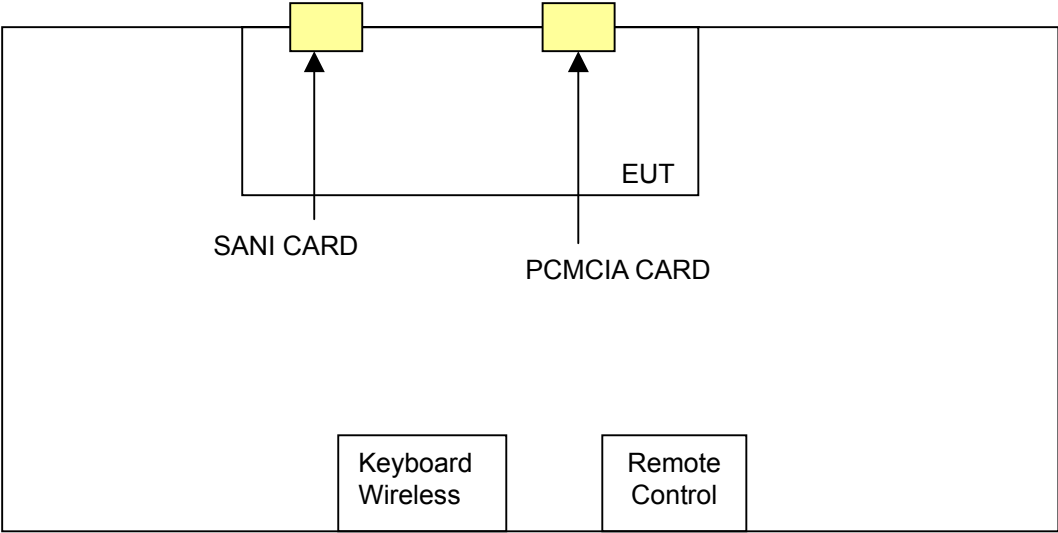 EUT
SANI CARD
PCMCIA CARD
Keyboard
Wireless
Remote
Control